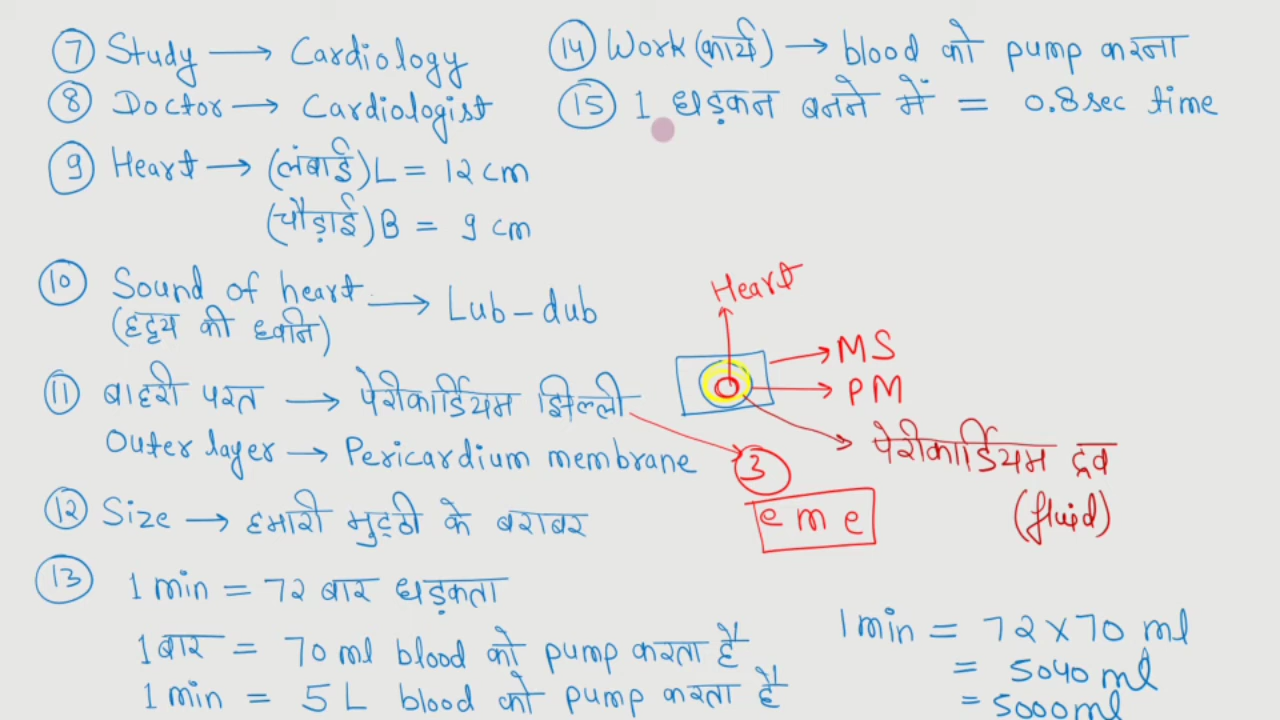 7 Study → Cardiology
8 Doctor → Cardiologist
9 Heart → (लंबाई) L = 12 cm
(चौड़ाई) B = 9 cm
10 Sound of heart → Lub - dub
(हृदय की ध्वनि)
11 बाहरी परत → पेरीकार्डियम झिल्ली
Outer layer → Pericardium membrane
12 Size → हमारी मुट्ठी के बराबर
13 1 min = 72 बार धड़कता
1 बार = 70 ml blood को pump करता है
1 min = 5 L blood को pump करता है
14 Work (कार्य) → blood को pump करना
15 1 धड़कन बनने में = 0.8 sec time
Heart
MS
PM
पेरीकार्डियम द्रव
(fluid)
3
e m e
1 min = 72 x 70 ml
= 5040 ml
= 5000 ml